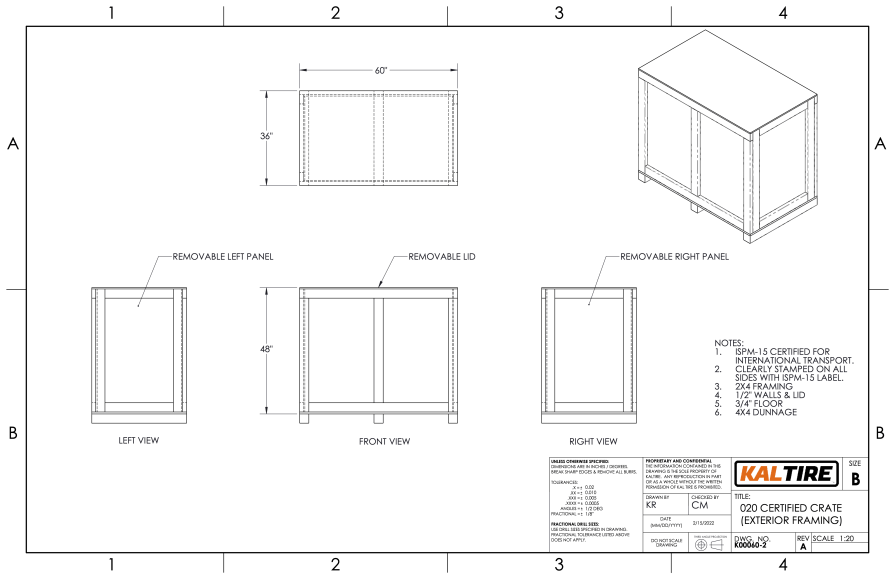 1 2 3 4
A A
B B
60"
36"
REMOVABLE LEFT PANEL
REMOVABLE LID
REMOVABLE RIGHT PANEL
48"
LEFT VIEW
FRONT VIEW
RIGHT VIEW
NOTES:
1. ISPM-15 CERTIFIED FOR
INTERNATIONAL TRANSPORT.
2. CLEARLY STAMPED ON ALL
SIDES WITH ISPM-15 LABEL.
3. 2X4 FRAMING
4. 1/2" WALLS & LID
5. 3/4" FLOOR
6. 4X4 DUNNAGE
UNLESS OTHERWISE SPECIFIED:
DIMENSIONS ARE IN INCHES / DEGREES.
BREAK SHARP EDGES & REMOVE ALL BURRS.
TOLERANCES:
.X = ± 0.02
.XX = ± 0.010
.XXX = ± 0.005
.XXXX = ± 0.0005
ANGLES = ± 1/2 DEG
FRACTIONAL = ± 1/8"
FRACTIONAL DRILL SIZES:
USE DRILL SIZES SPECIFIED IN DRAWING.
FRACTIONAL TOLERANCE LISTED ABOVE
DOES NOT APPLY.
PROPRIETARY AND CONFIDENTIAL
THE INFORMATION CONTAINED IN THIS
DRAWING IS THE SOLE PROPERTY OF
KALTIRE. ANY REPRODUCTION IN PART
OR AS A WHOLE WITHOUT THE WRITTEN
PERMISSION OF KAL TIRE IS PROHIBITED.
DRAWN BY
KR
CHECKED BY
CM
DATE
(MM/DD/YYYY)
2/15/2022
DO NOT SCALE
DRAWING
THIRD ANGLE PROJECTION
KALTIRE
SIZE
B
TITLE:
020 CERTIFIED CRATE
(EXTERIOR FRAMING)
DWG. NO.
K00060-2
REV
A
SCALE 1:20
1 2 3 4